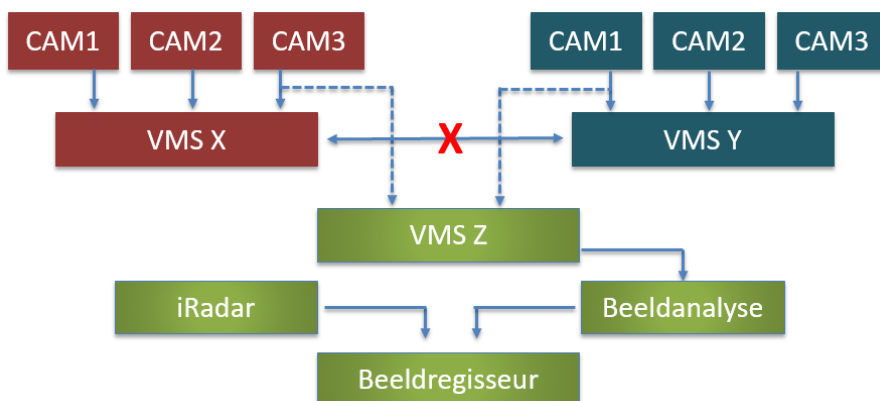 CAM1
CAM2
CAM3
CAM1
CAM2
CAM3
VMS X
X
VMS Y
VMS Z
iRadar
Beeldanalyse
Beeldregisseur